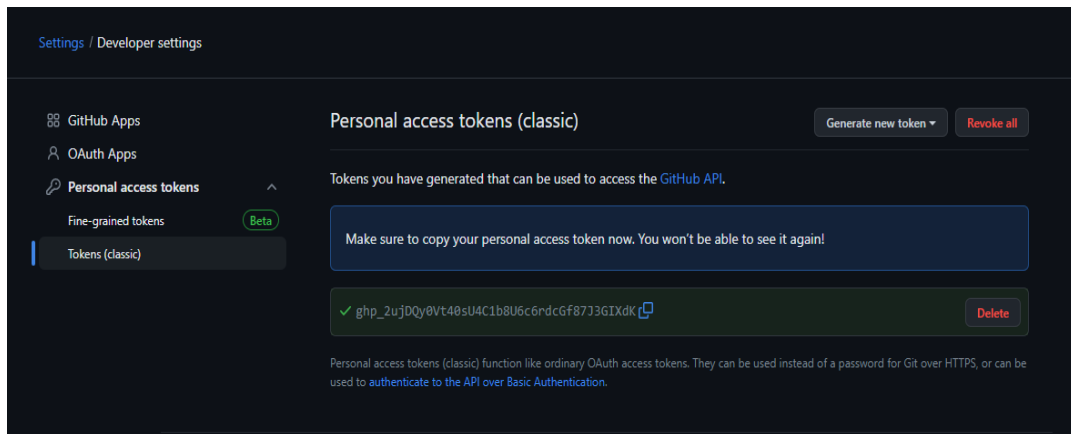 Settings / Developer settings
GitHub Apps
OAuth Apps
Personal access tokens
Fine-grained tokens Beta
Tokens (classic)
Personal access tokens (classic)
Generate new token
Revoke all
Tokens you have generated that can be used to access the GitHub API.
Make sure to copy your personal access token now. You won't be able to see it again!
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
Delete
Personal access tokens (classic) function like ordinary OAuth access tokens. They can be used instead of a password for Git over HTTPS, or can be
used to authenticate to the API over Basic Authentication.